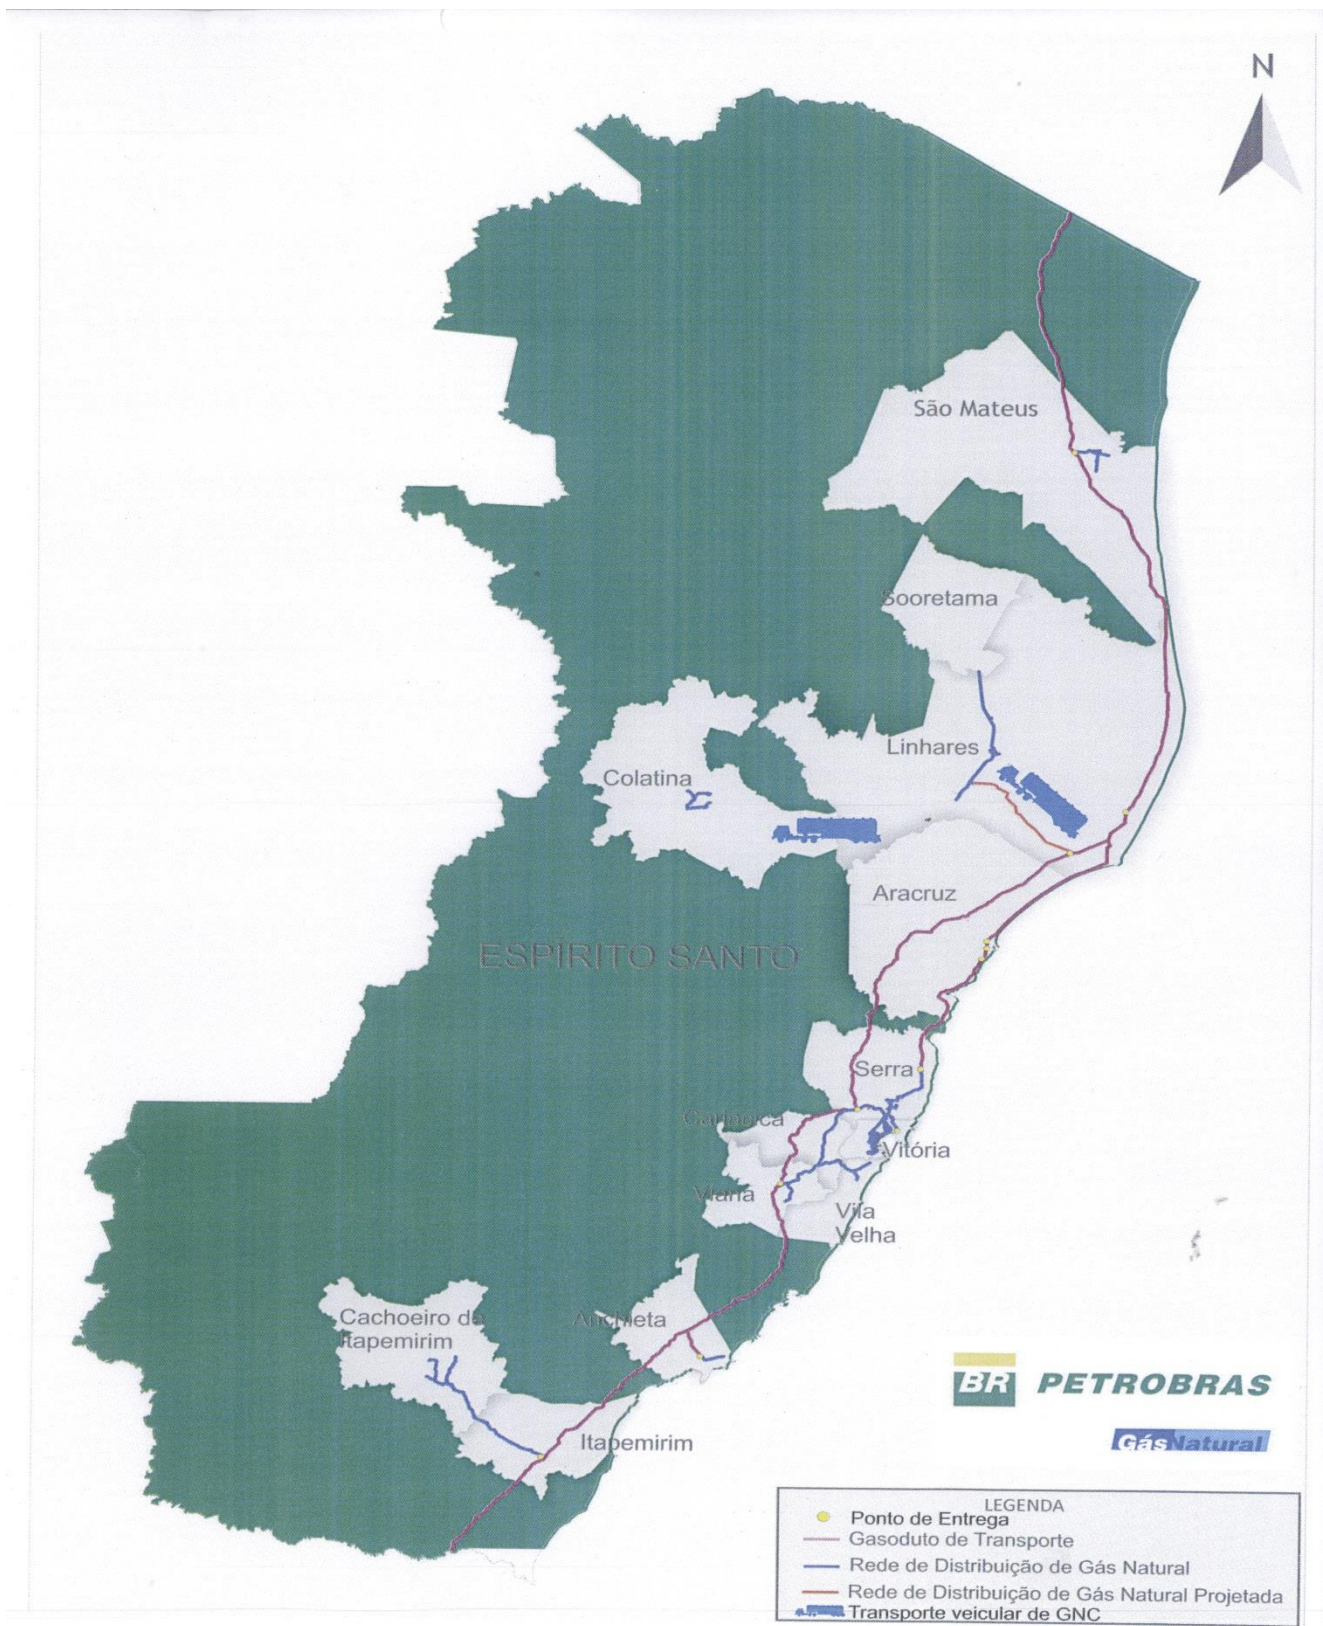 N
São Mateus
Sooretama
Linhares
Colatina
Aracruz
ESPÍRITO SANTO
Serra
Cariacica
Vitória
Viana
Vila
Velha
Cachoeiro de
Itapemirim
Anchieta
Itapemirim
BR PETROBRAS
GásNatural
LEGENDA
Ponto de Entrega
Gasoduto de Transporte
Rede de Distribuição de Gás Natural
Rede de Distribuição de Gás Natural Projetada
Transporte veicular de GNC